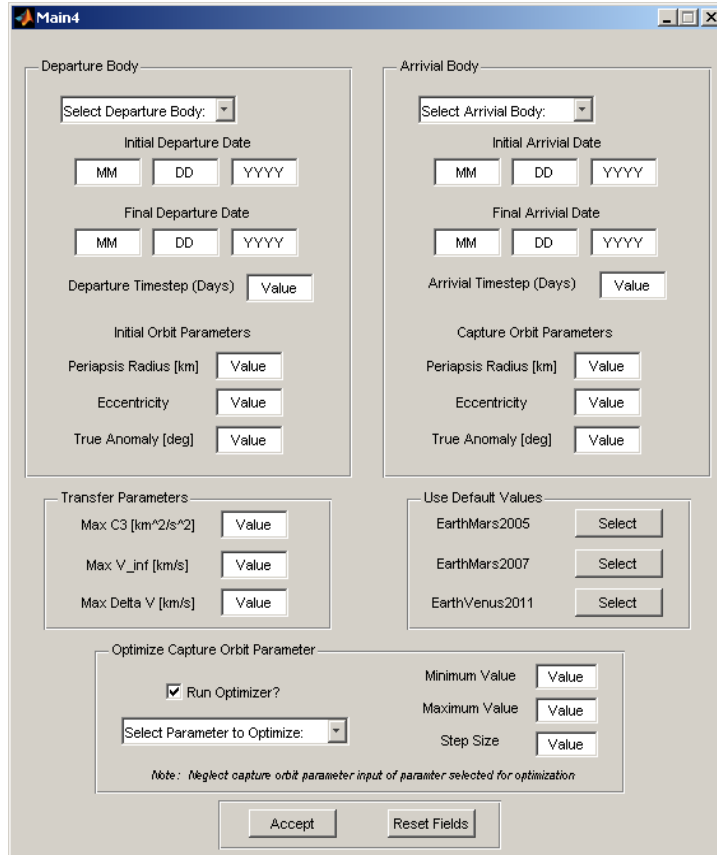 Main4
Departure Body
Select Departure Body:
Initial Departure Date
MM DD YYYY
Final Departure Date
MM DD YYYY
Departure Timestep (Days) Value
Initial Orbit Parameters
Periapsis Radius [km] Value
Eccentricity Value
True Anomaly [deg] Value
Arrivial Body
Select Arrivial Body:
Initial Arrivial Date
MM DD YYYY
Final Arrivial Date
MM DD YYYY
Arrivial Timestep (Days) Value
Capture Orbit Parameters
Periapsis Radius [km] Value
Eccentricity Value
True Anomaly [deg] Value
Transfer Parameters
Max C3 [km^2/s^2] Value
Max V_inf [km/s] Value
Max Delta V [km/s] Value
Use Default Values
EarthMars2005 Select
EarthMars2007 Select
EarthVenus2011 Select
Optimize Capture Orbit Parameter
Run Optimizer?
Select Parameter to Optimize:
Minimum Value Value
Maximum Value Value
Step Size Value
Note: Neglect capture orbit parameter input of paramter selected for optimization
Accept Reset Fields